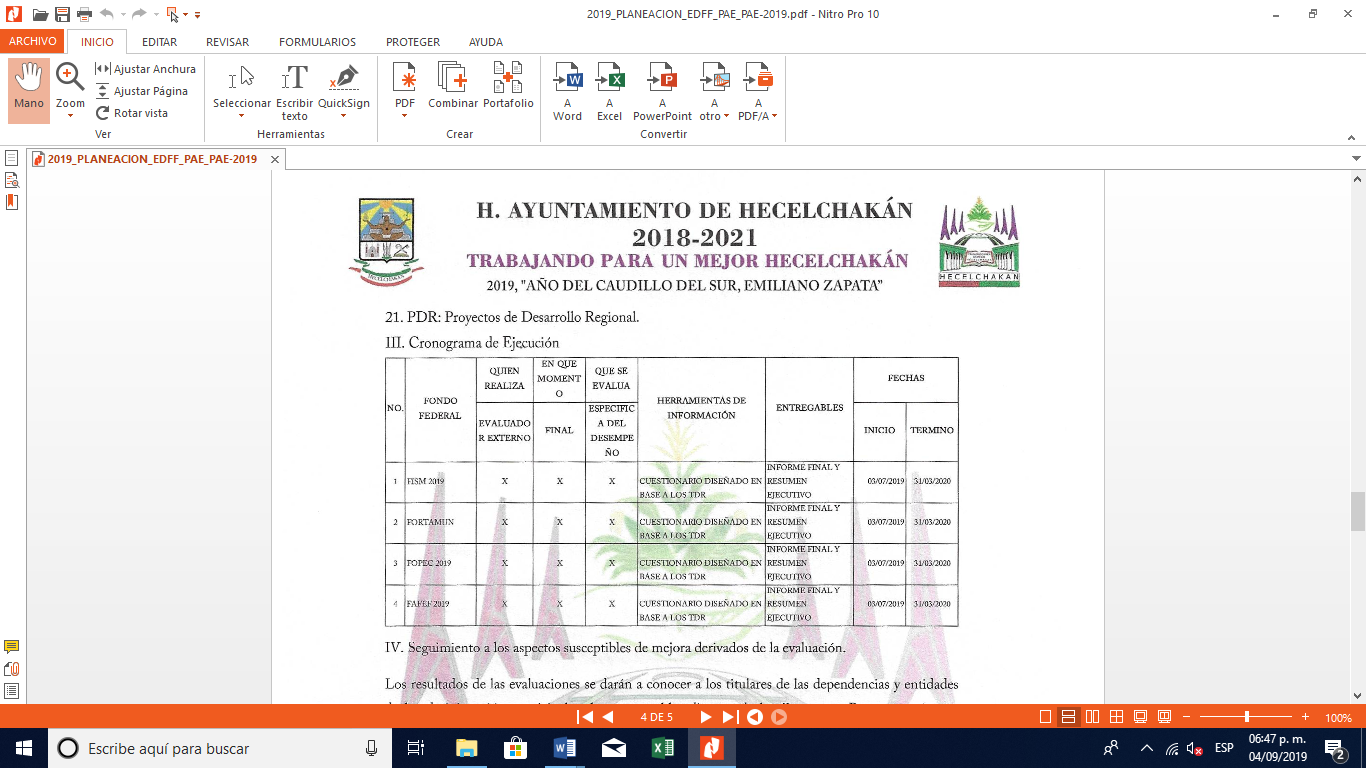 2019_PLANEACION_EDFF_PAE_PAE-2019.pdf - Nitro Pro 10
ARCHIVO INICIO EDITAR REVISAR FORMULARIOS PROTEGER AYUDA
Mano
Zoom
Ajustar Anchura
Ajustar Página
Rotar vista
Ver
Seleccionar
Escribir
texto
QuickSign
Herramientas
PDF
Combinar
Portafolio
Crear
A
Word
A
Excel
A
PowerPoint
A
otro
A
PDF/A
Convertir
2019_PLANEACION_EDFF_PAE_PAE-2019
H. AYUNTAMIENTO DE HECELCHAKÁN
2018-2021
TRABAJANDO PARA UN MEJOR HECELCHAKÁN
2019, "AÑO DEL CAUDILLO DEL SUR, EMILIANO ZAPATA"
HECELCHAKAN
HECELCHAKÁN
21. PDR: Proyectos de Desarrollo Regional.
III. Cronograma de Ejecución
NO.
FONDO
FEDERAL
QUIEN
REALIZA
EN QUE
MOMENT
O
QUE SE
EVALUA
HERRAMIENTAS DE
INFORMACIÓN
ENTREGABLES
FECHAS
EVALUADO
R EXTERNO
FINAL
ESPECIFIC
A DEL
DESEMPE
ÑO
INICIO
TERMINO
1 FISM 2019 X X X CUESTIONARIO DISEÑADO EN
BASE A LOS TDR
INFORME FINAL Y
RESUMEN
EJECUTIVO
03/07/2019 31/03/2020
2 FORTAMUN X X X CUESTIONARIO DISEÑADO EN
BASE A LOS TDR
INFORME FINAL Y
RESUMEN
EJECUTIVO
03/07/2019 31/03/2020
3 FOPEC 2019 X X X CUESTIONARIO DISEÑADO EN
BASE A LOS TDR
INFORME FINAL Y
RESUMEN
EJECUTIVO
03/07/2019 31/03/2020
4 FAFEF 2019 X X X CUESTIONARIO DISEÑADO EN
BASE A LOS TDR
INFORME FINAL Y
RESUMEN
EJECUTIVO
03/07/2019 31/03/2020
IV. Seguimiento a los aspectos susceptibles de mejora derivados de la evaluación.
Los resultados de las evaluaciones se darán a conocer a los titulares de las dependencias y entidades
4 DE 5
100%
Escribe aquí para buscar
ESP
06:47 p. m.
04/09/2019
2